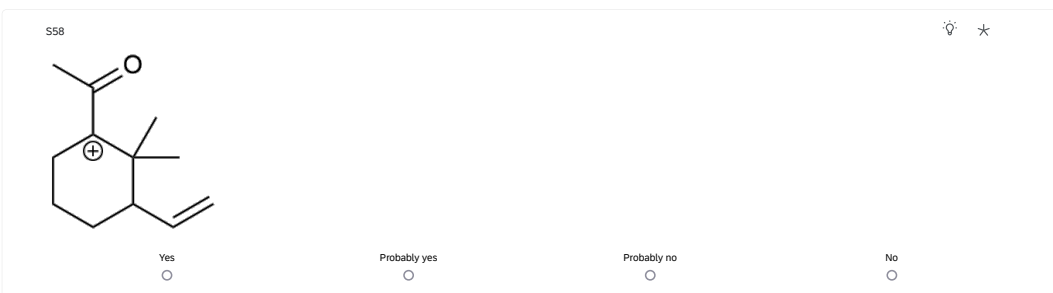 S58
O
+
Yes
Probably yes
Probably no
No